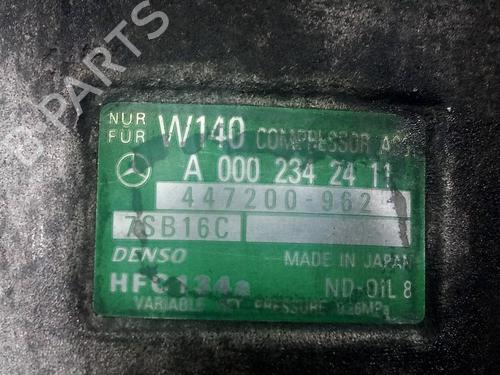 B PARTS
NUR FÜR W140 COMPRESSOR
A 000 234 24 11
447200-962
7SB16C
DENSO MADE IN JAPAN
HFC134a ND-OIL 8
VARIABLE SET PRESSURE